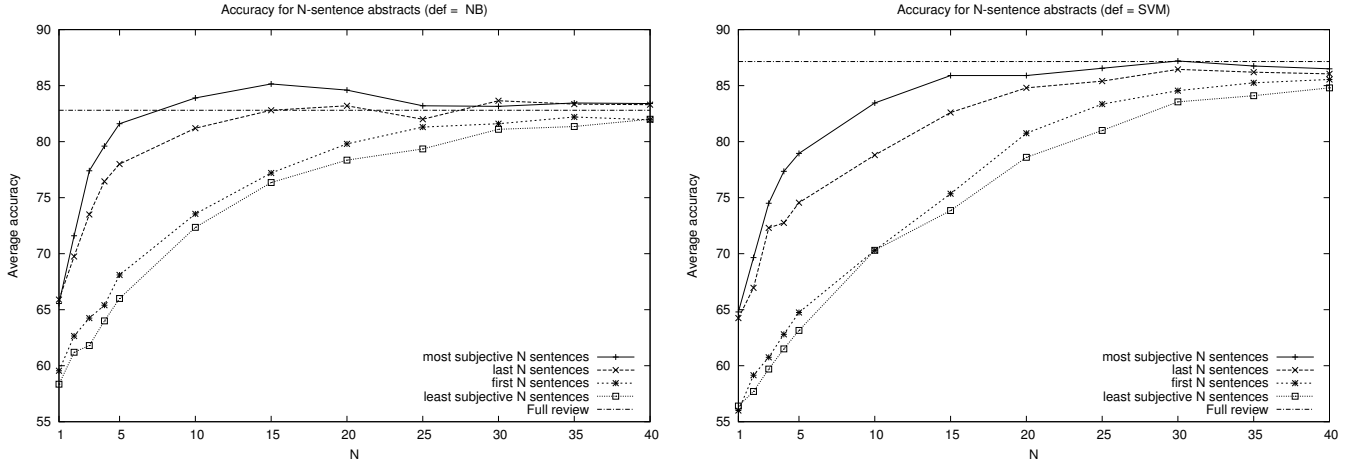 Accuracy for N-sentence abstracts (def = NB)
90
85
80
75
70
65
60
55
Average accuracy
1 5 10 15 20 25 30 35 40
N
most subjective N sentences
last N sentences
first N sentences
least subjective N sentences
Full review
Accuracy for N-sentence abstracts (def = SVM)
90
85
80
75
70
65
60
55
Average accuracy
1 5 10 15 20 25 30 35 40
N
most subjective N sentences
last N sentences
first N sentences
least subjective N sentences
Full review